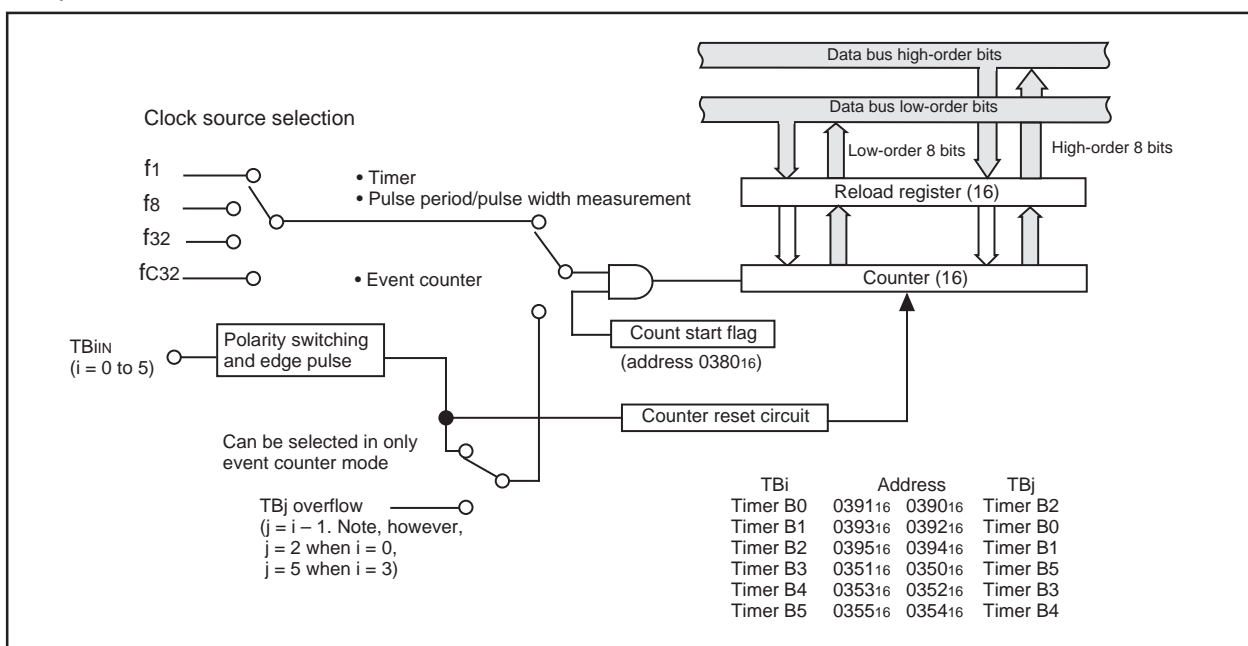 Data bus high-order bits
Data bus low-order bits
Clock source selection
Low-order 8 bits
High-order 8 bits
f1
• Timer
• Pulse period/pulse width measurement
Reload register (16)
f8
f32
fC32
• Event counter
Counter (16)
TBiIN
(i = 0 to 5)
Polarity switching
and edge pulse
Count start flag
(address 038016)
Counter reset circuit
Can be selected in only
event counter mode
TBj overflow
(j = i – 1. Note, however,
j = 2 when i = 0,
j = 5 when i = 3)
TBi Address TBj
Timer B0 039116 039016 Timer B2
Timer B1 039316 039216 Timer B0
Timer B2 039516 039416 Timer B1
Timer B3 035116 035016 Timer B5
Timer B4 035316 035216 Timer B3
Timer B5 035516 035416 Timer B4